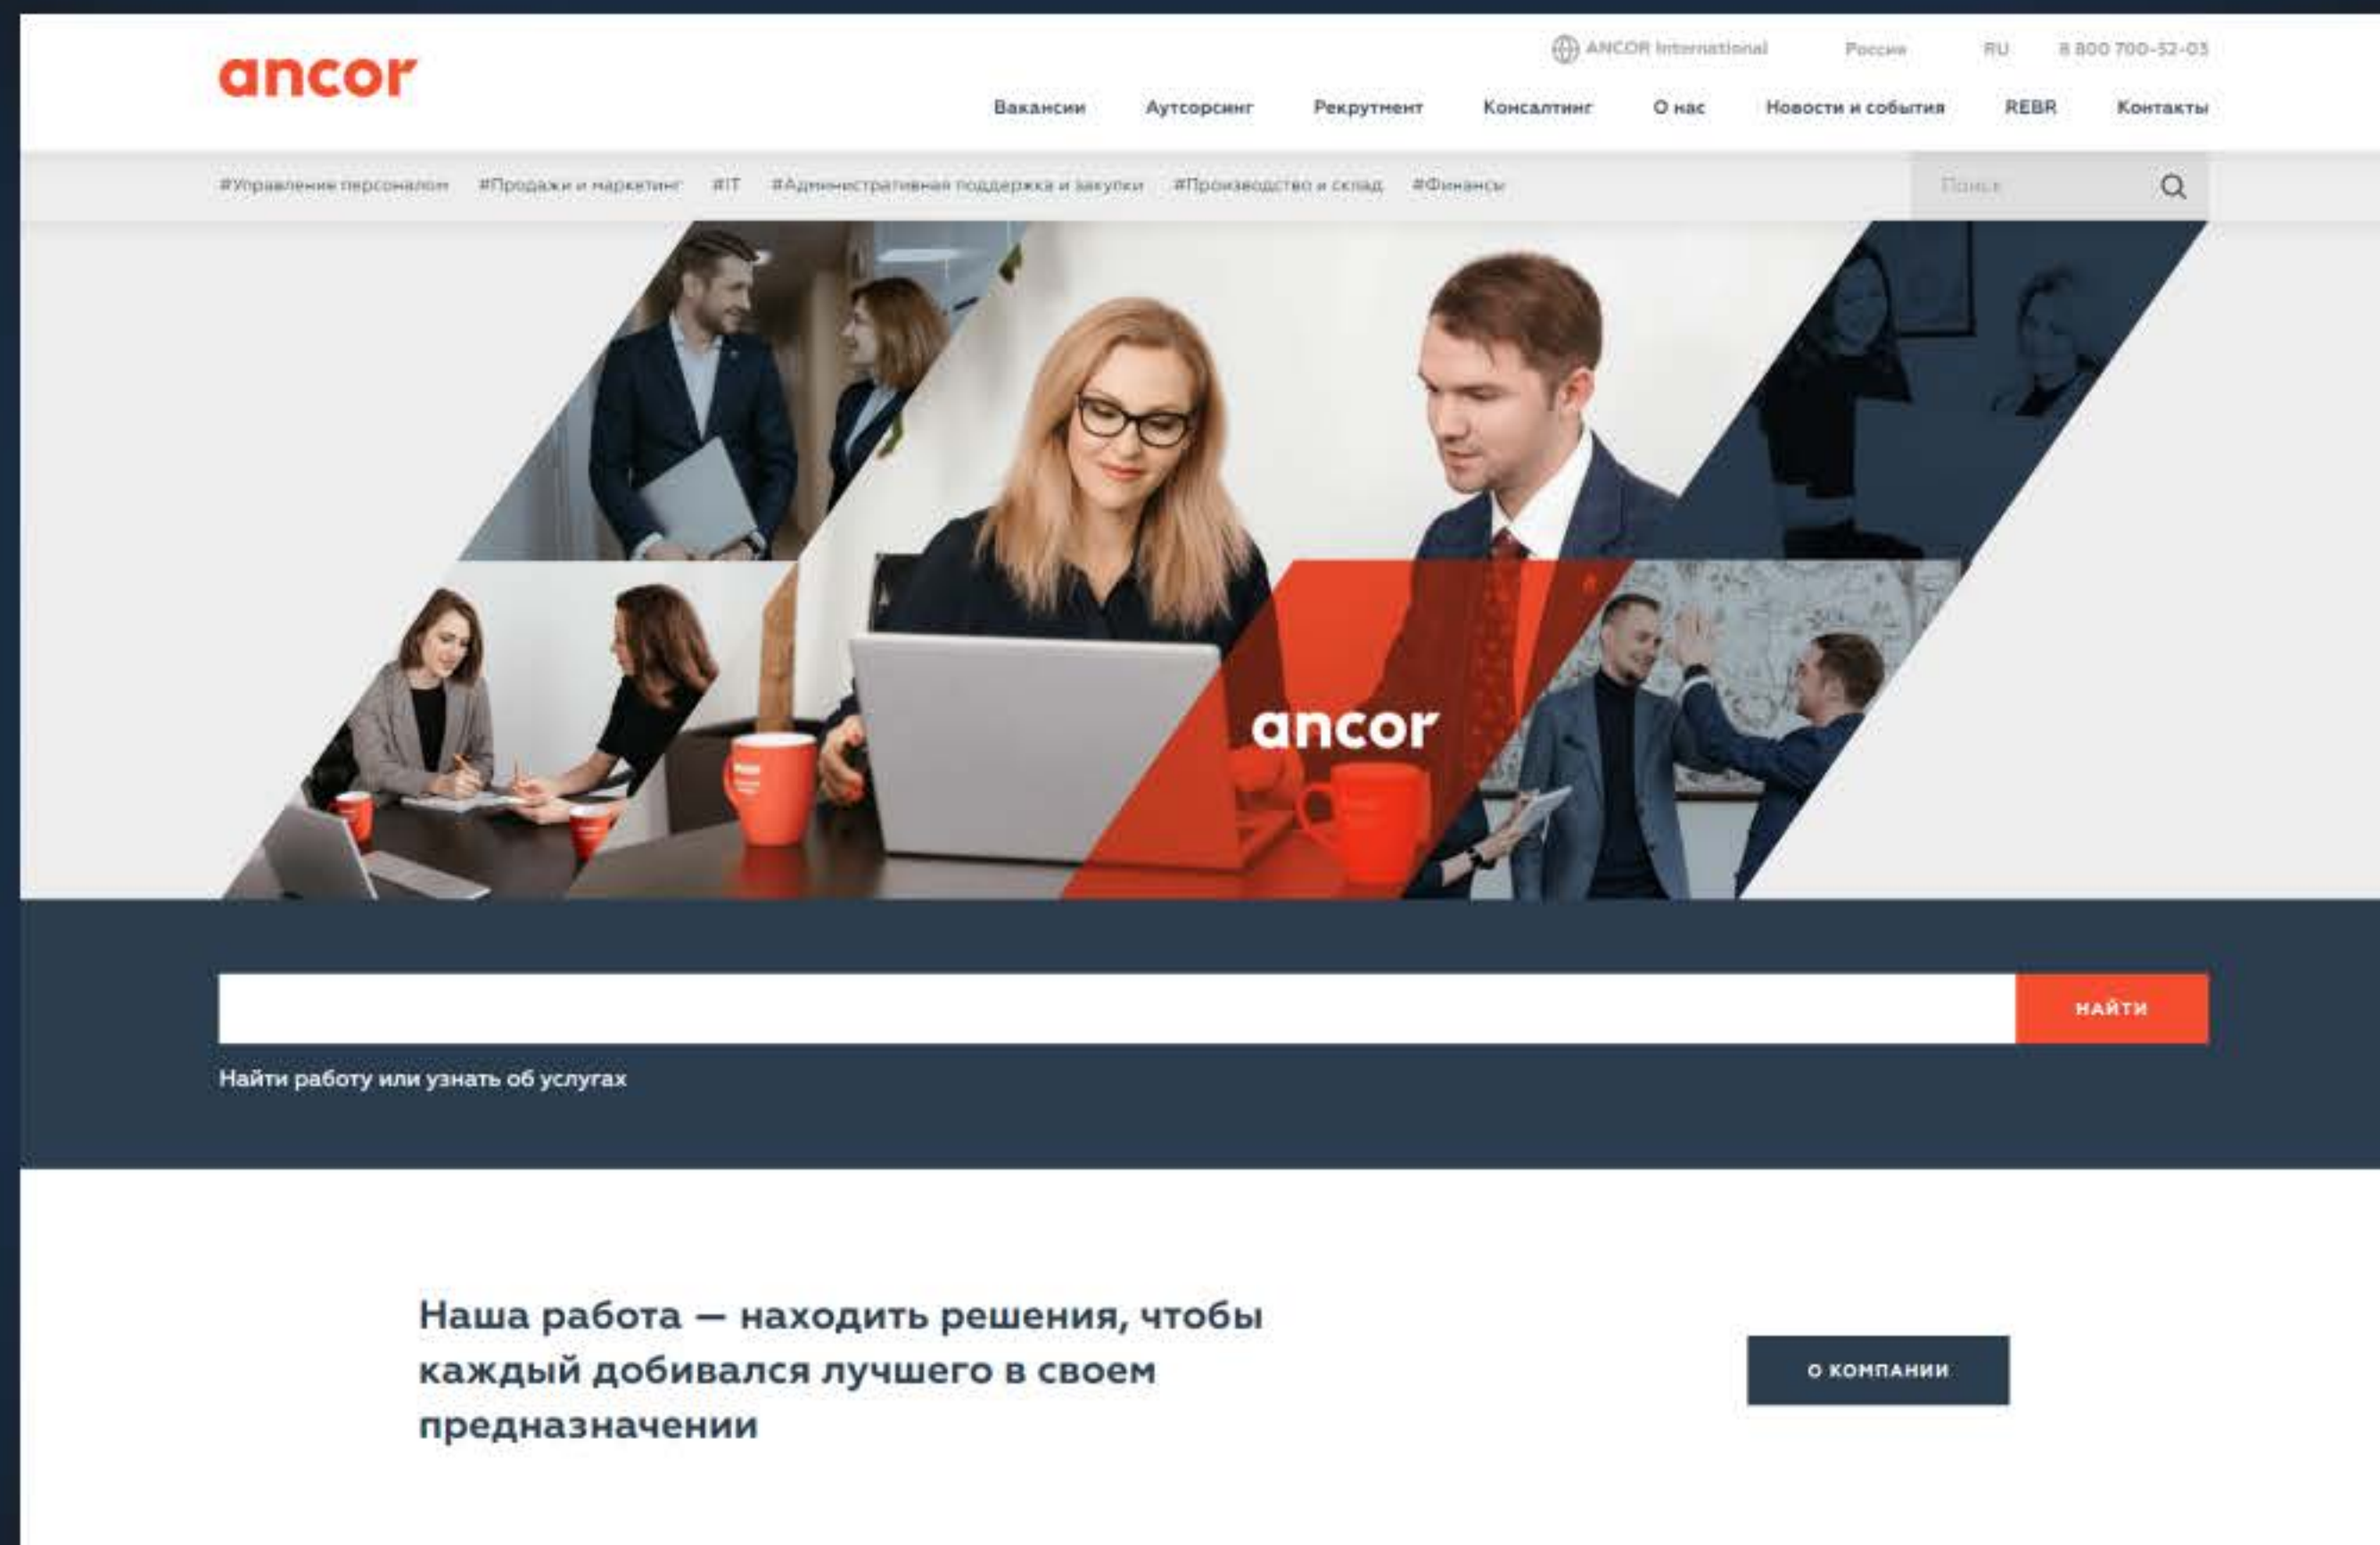 ancor
ANCOR International Россия RU 8 800 700-52-03
Вакансии Аутсорсинг Рекрутмент Консалтинг О нас Новости и события REBR Контакты
#Управление персоналом #Продажи и маркетинг #IT #Административная поддержка и закупки #Производство и склад #Финансы
Поиск
ancor
НАЙТИ
Найти работу или узнать об услугах
Наша работа — находить решения, чтобы
каждый добивался лучшего в своем
предназначении
О КОМПАНИИ